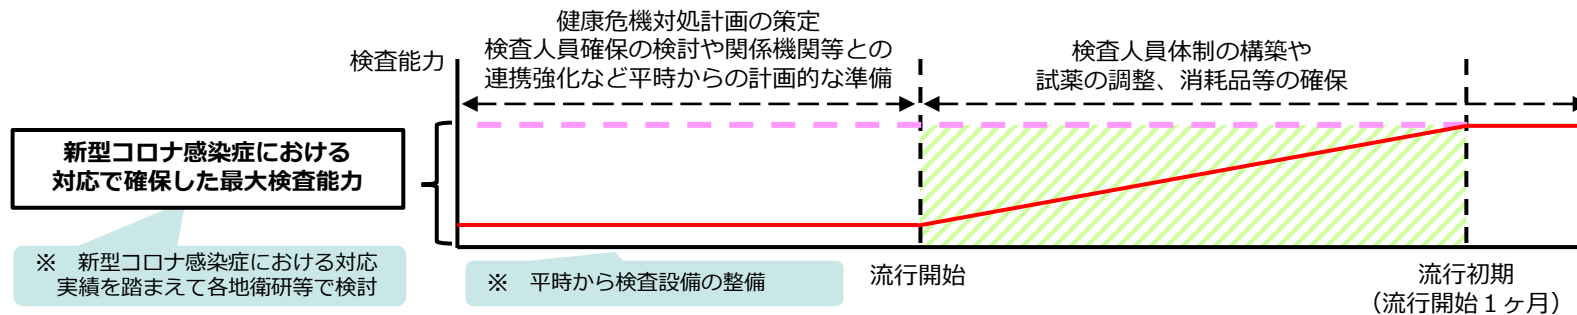 健康危機対処計画の策定
検査人員確保の検討や関係機関等との
連携強化など平時からの計画的な準備
検査人員体制の構築や
試薬の調整、消耗品等の確保
検査能力
新型コロナ感染症における
対応で確保した最大検査能力
※　新型コロナ感染症における対応
実績を踏まえて各地衛研等で検討
※　平時から検査設備の整備
流行開始
流行初期
（流行開始１ヶ月）